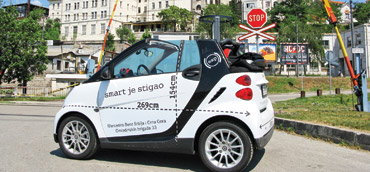 STOP
smart je stigao
154cm
269cm
Mercedes Benz Srbija i Crna Gora
Omladinskih brigada 33